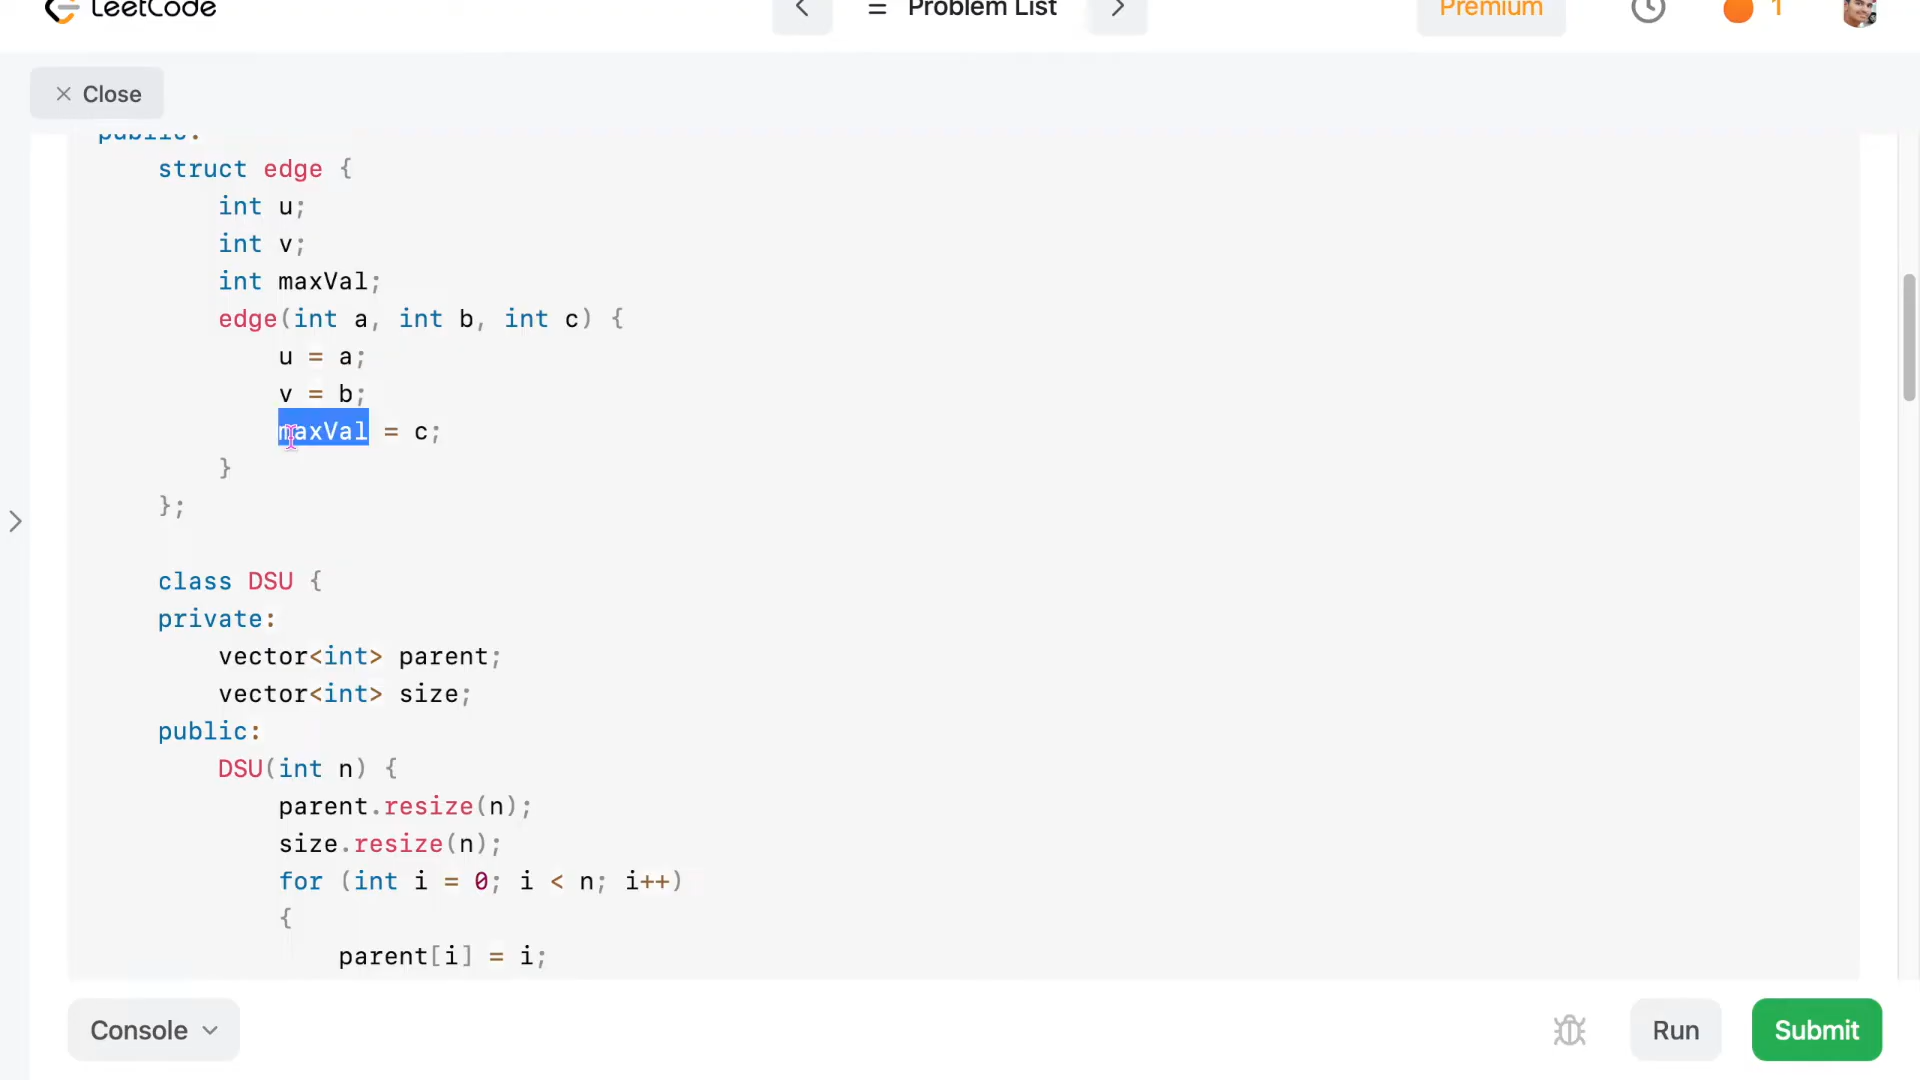 LeetCode
Problem List
Premium
1
Close
public:
struct edge {
int u;
int v;
int maxVal;
edge(int a, int b, int c) {
u = a;
v = b;
maxVal = c;
}
};
class DSU {
private:
vector<int> parent;
vector<int> size;
public:
DSU(int n) {
parent.resize(n);
size.resize(n);
for (int i = 0; i < n; i++)
{
parent[i] = i;
Console
Run
Submit